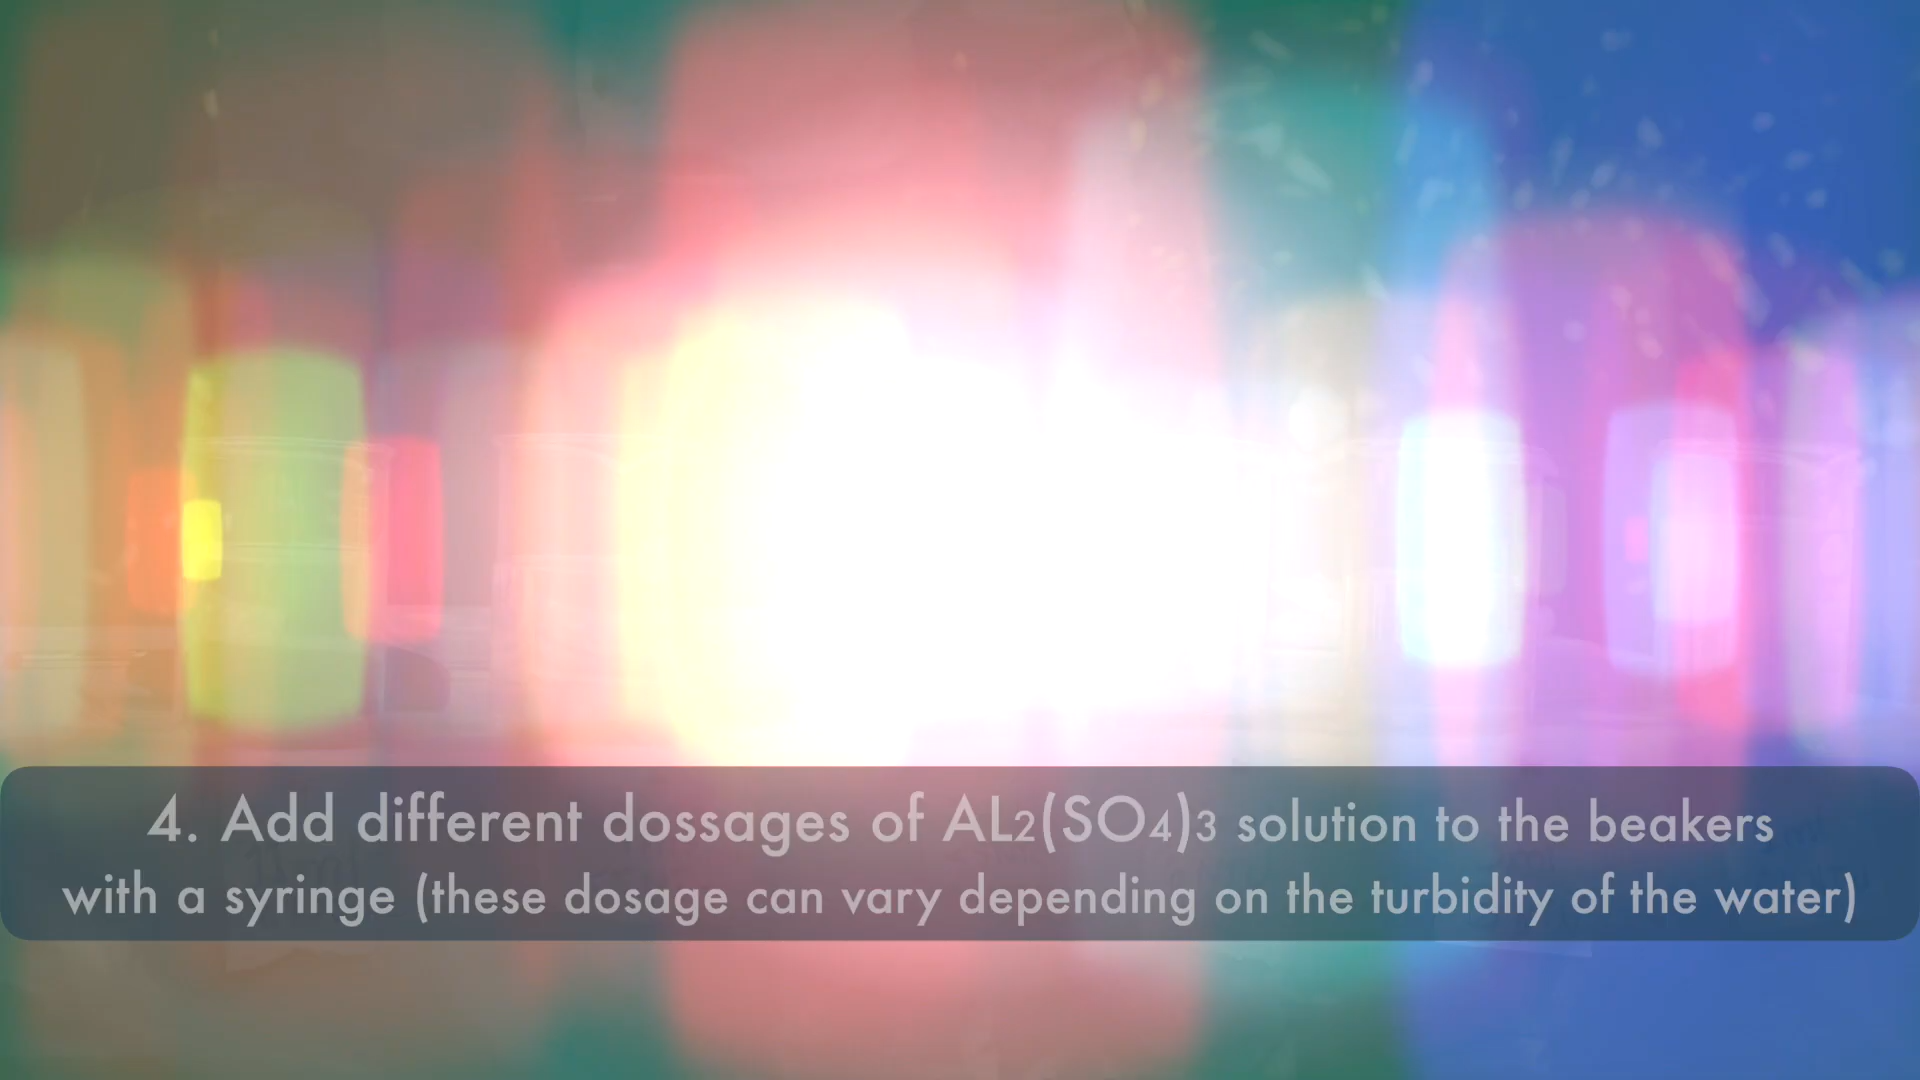 4. Add different dossages of AL2(SO4)3 solution to the beakers
with a syringe (these dosage can vary depending on the turbidity of the water)